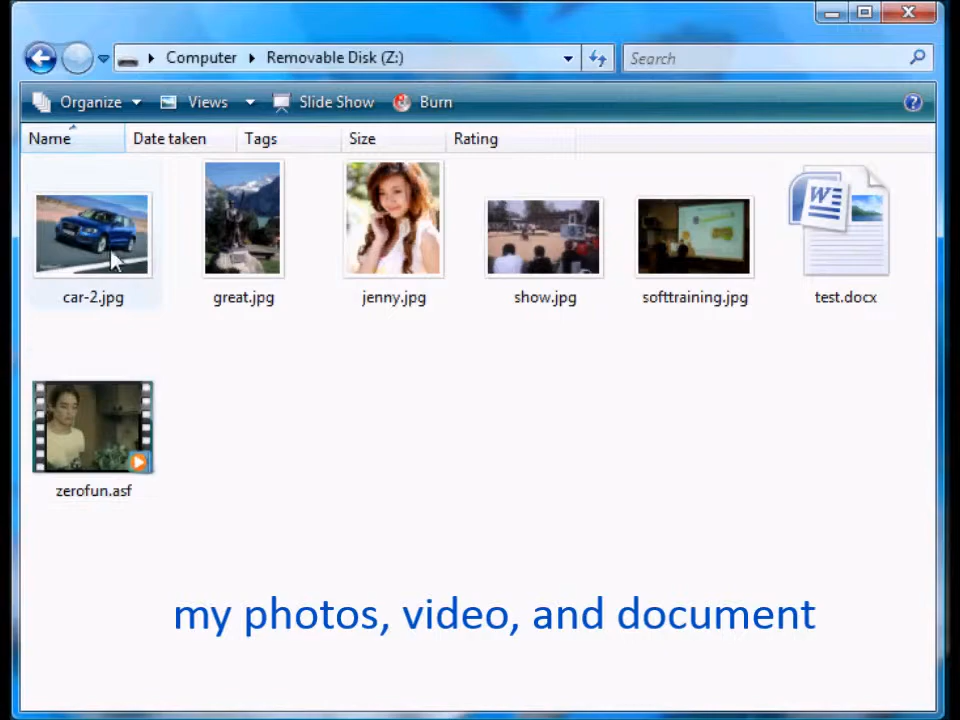 Computer Removable Disk (Z:) Search
Organize Views Slide Show Burn
Name Date taken Tags Size Rating
car-2.jpg great.jpg jenny.jpg show.jpg softtraining.jpg test.docx
zerofun.asf
my photos, video, and document